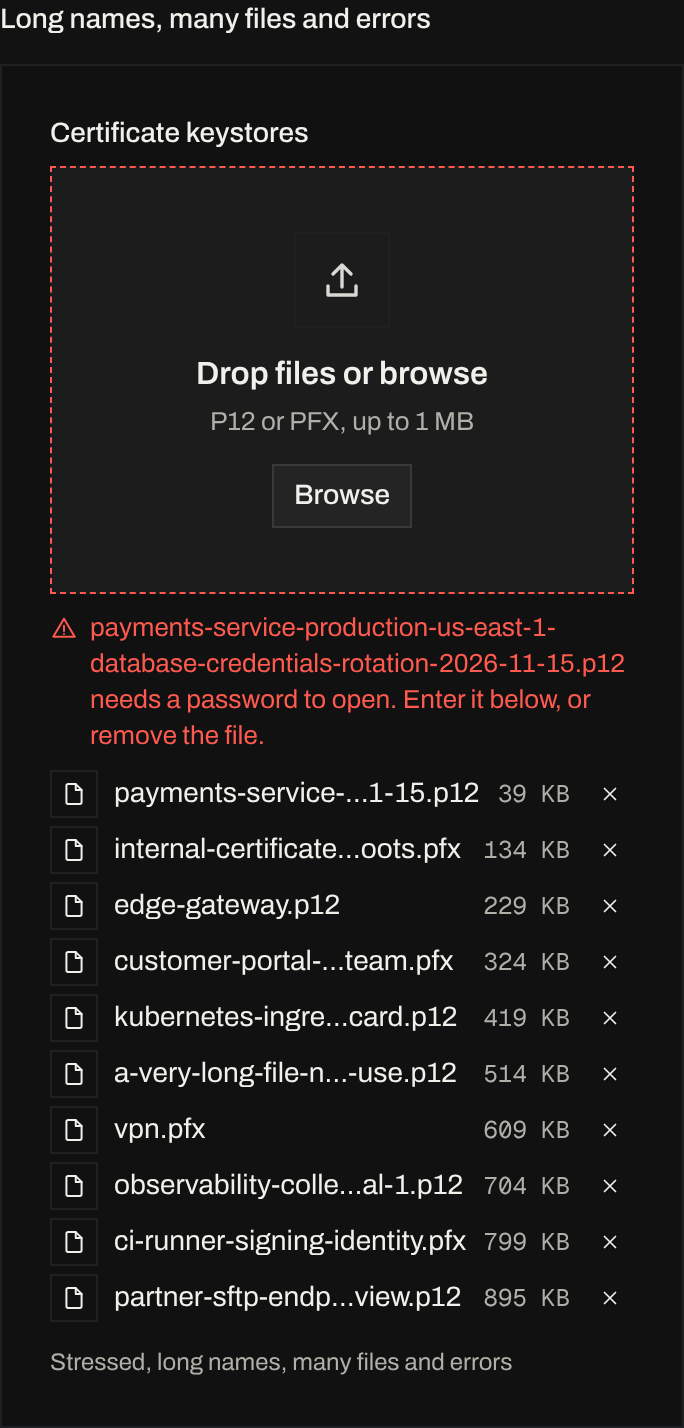 Long names, many files and errors
Certificate keystores
Drop files or browse
P12 or PFX, up to 1 MB
Browse
payments-service-production-us-east-1-
database-credentials-rotation-2026-11-15.p12
needs a password to open. Enter it below, or
remove the file.
payments-service-...1-15.p12 39 KB
internal-certificate...oots.pfx 134 KB
edge-gateway.p12 229 KB
customer-portal-...team.pfx 324 KB
kubernetes-ingre...card.p12 419 KB
a-very-long-file-n...-use.p12 514 KB
vpn.pfx 609 KB
observability-colle...al-1.p12 704 KB
ci-runner-signing-identity.pfx 799 KB
partner-sftp-endp...view.p12 895 KB
Stressed, long names, many files and errors